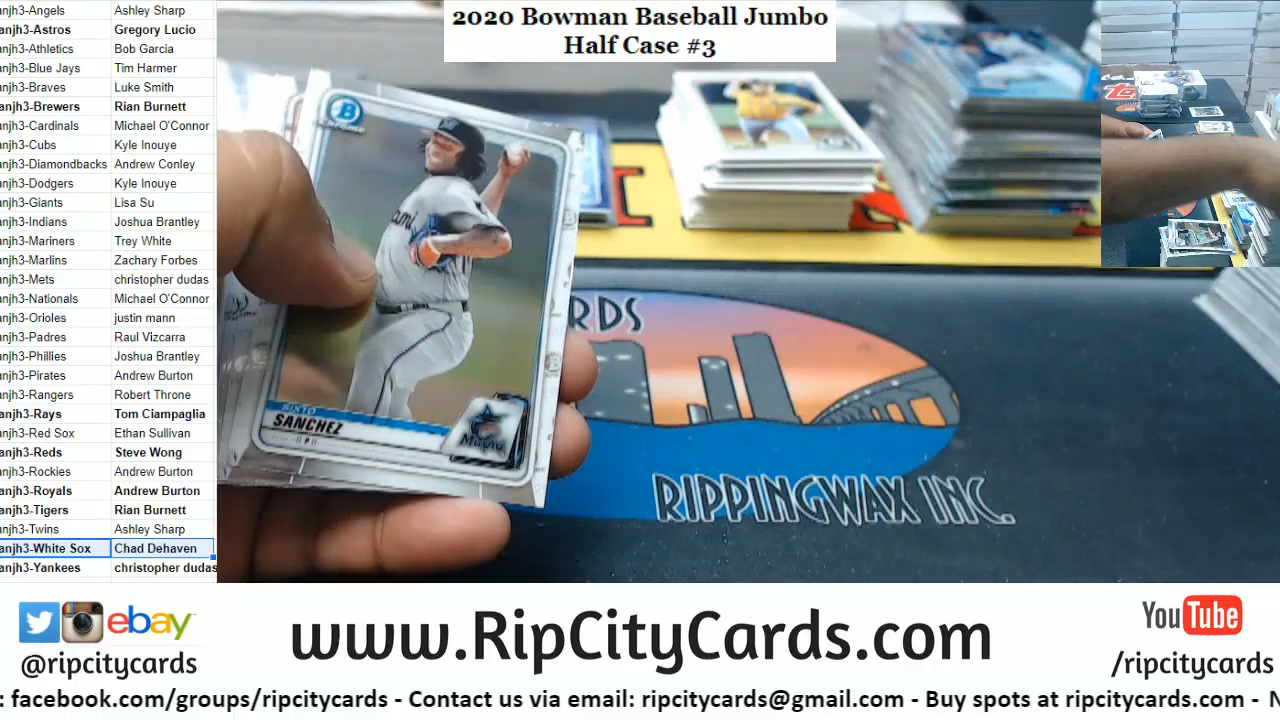 anjh3-Angels Ashley Sharp
anjh3-Astros Gregory Lucio
anjh3-Athletics Bob Garcia
anjh3-Blue Jays Tim Harmer
anjh3-Braves Luke Smith
anjh3-Brewers Rian Burnett
anjh3-Cardinals Michael O'Connor
anjh3-Cubs Kyle Inouye
anjh3-Diamondbacks Andrew Conley
anjh3-Dodgers Kyle Inouye
anjh3-Giants Lisa Su
anjh3-Indians Joshua Brantley
anjh3-Mariners Trey White
anjh3-Marlins Zachary Forbes
anjh3-Mets christopher dudas
anjh3-Nationals Michael O'Connor
anjh3-Orioles justin mann
anjh3-Padres Raul Vizcarra
anjh3-Phillies Joshua Brantley
anjh3-Pirates Andrew Burton
anjh3-Rangers Robert Throne
anjh3-Rays Tom Ciampaglia
anjh3-Red Sox Ethan Sullivan
anjh3-Reds Steve Wong
anjh3-Rockies Andrew Burton
anjh3-Royals Andrew Burton
anjh3-Tigers Rian Burnett
anjh3-Twins Ashley Sharp
anjh3-White Sox Chad Dehaven
anjh3-Yankees christopher dudas
2020 Bowman Baseball Jumbo
Half Case #3
B
Chrome
SIXTO
SANCHEZ
P
Miami
RDS
RIPPINGWAX INC.
ebay
@ripcitycards
www.RipCityCards.com
YouTube
/ripcitycards
: facebook.com/groups/ripcitycards - Contact us via email: ripcitycards@gmail.com - Buy spots at ripcitycards.com - N